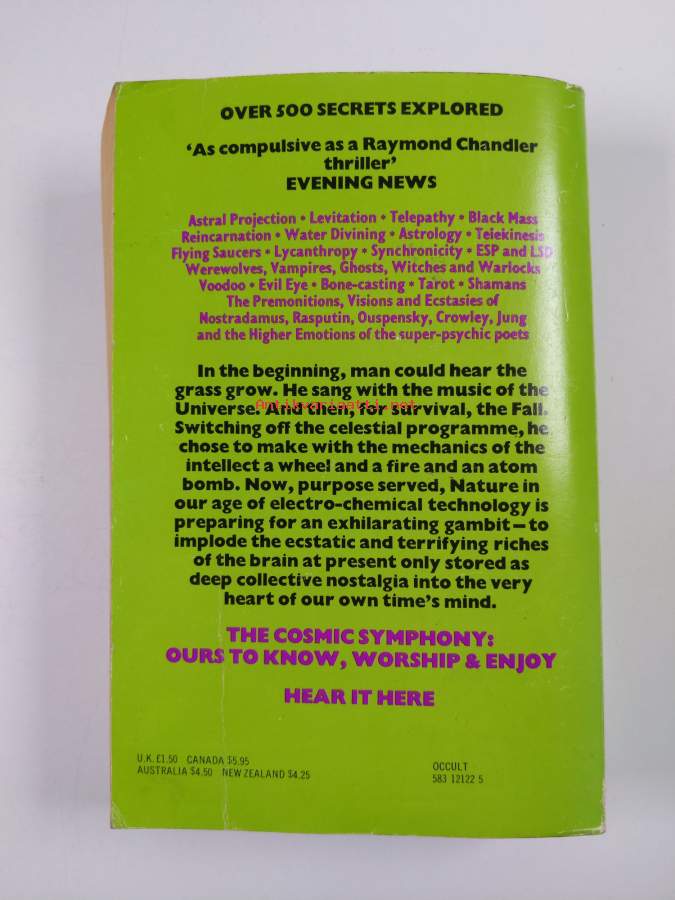 OVER 500 SECRETS EXPLORED
‘As compulsive as a Raymond Chandler
thriller’
EVENING NEWS
Astral Projection • Levitation • Telepathy • Black Mass
Reincarnation • Water Divining • Astrology • Telekinesis
Flying Saucers • Lycanthropy • Synchronicity • ESP and LSD
Werewolves, Vampires, Ghosts, Witches and Warlocks
Voodoo • Evil Eye • Bone-casting • Tarot • Shamans
The Premonitions, Visions and Ecstasies of
Nostradamus, Rasputin, Ouspensky, Crowley, Jung
and the Higher Emotions of the super-psychic poets
In the beginning, man could hear the
grass grow. He sang with the music of the
Universe. And then, for survival, the Fall.
Antikvariaatti.net
Switching off the celestial programme, he
chose to make with the mechanics of the
intellect a wheel and a fire and an atom
bomb. Now, purpose served, Nature in
our age of electro-chemical technology is
preparing for an exhilarating gambit—to
implode the ecstatic and terrifying riches
of the brain at present only stored as
deep collective nostalgia into the very
heart of our own time’s mind.
THE COSMIC SYMPHONY:
OURS TO KNOW, WORSHIP & ENJOY
HEAR IT HERE
U.K. £1.50 CANADA $5.95
AUSTRALIA $4.50 NEW ZEALAND $4.25
OCCULT
583 12122 5